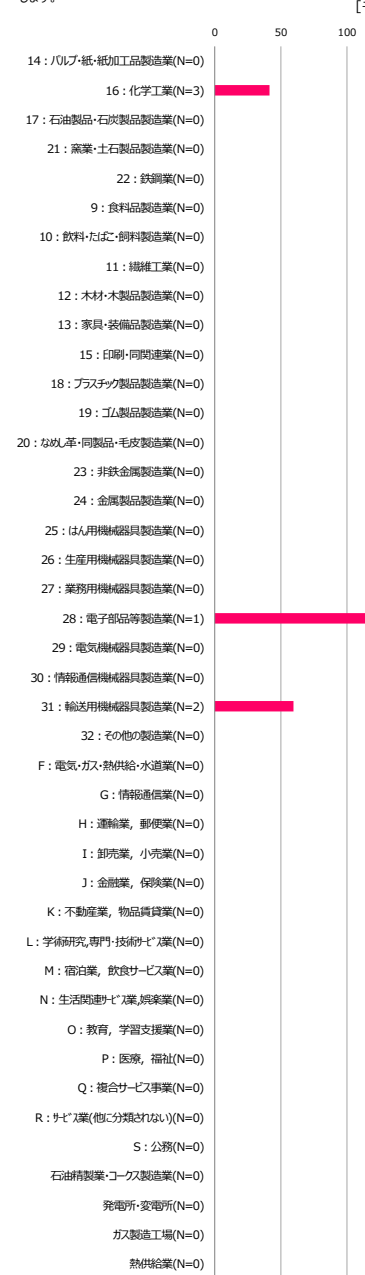 します。
0 50 100
14：パルプ・紙・紙加工品製造業(N=0)
16：化学工業(N=3)
17：石油製品・石炭製品製造業(N=0)
21：窯業・土石製品製造業(N=0)
22：鉄鋼業(N=0)
9：食料品製造業(N=0)
10：飲料・たばこ・飼料製造業(N=0)
11：繊維工業(N=0)
12：木材・木製品製造業(N=0)
13：家具・装備品製造業(N=0)
15：印刷・同関連業(N=0)
18：プラスチック製品製造業(N=0)
19：ゴム製品製造業(N=0)
20：なめし革・同製品・毛皮製造業(N=0)
23：非鉄金属製造業(N=0)
24：金属製品製造業(N=0)
25：はん用機械器具製造業(N=0)
26：生産用機械器具製造業(N=0)
27：業務用機械器具製造業(N=0)
28：電子部品等製造業(N=1)
29：電気機械器具製造業(N=0)
30：情報通信機械器具製造業(N=0)
31：輸送用機械器具製造業(N=2)
32：その他の製造業(N=0)
F：電気・ガス・熱供給・水道業(N=0)
G：情報通信業(N=0)
H：運輸業，郵便業(N=0)
I：卸売業，小売業(N=0)
J：金融業，保険業(N=0)
K：不動産業，物品賃貸業(N=0)
L：学術研究,専門・技術ｻｰﾋﾞｽ業(N=0)
M：宿泊業，飲食サービス業(N=0)
N：生活関連ｻｰﾋﾞｽ業,娯楽業(N=0)
O：教育，学習支援業(N=0)
P：医療，福祉(N=0)
Q：複合サービス事業(N=0)
R：ｻｰﾋﾞｽ業(他に分類されない)(N=0)
S：公務(N=0)
石油精製業・コークス製造業(N=0)
発電所・変電所(N=0)
ガス製造工場(N=0)
熱供給業(N=0)